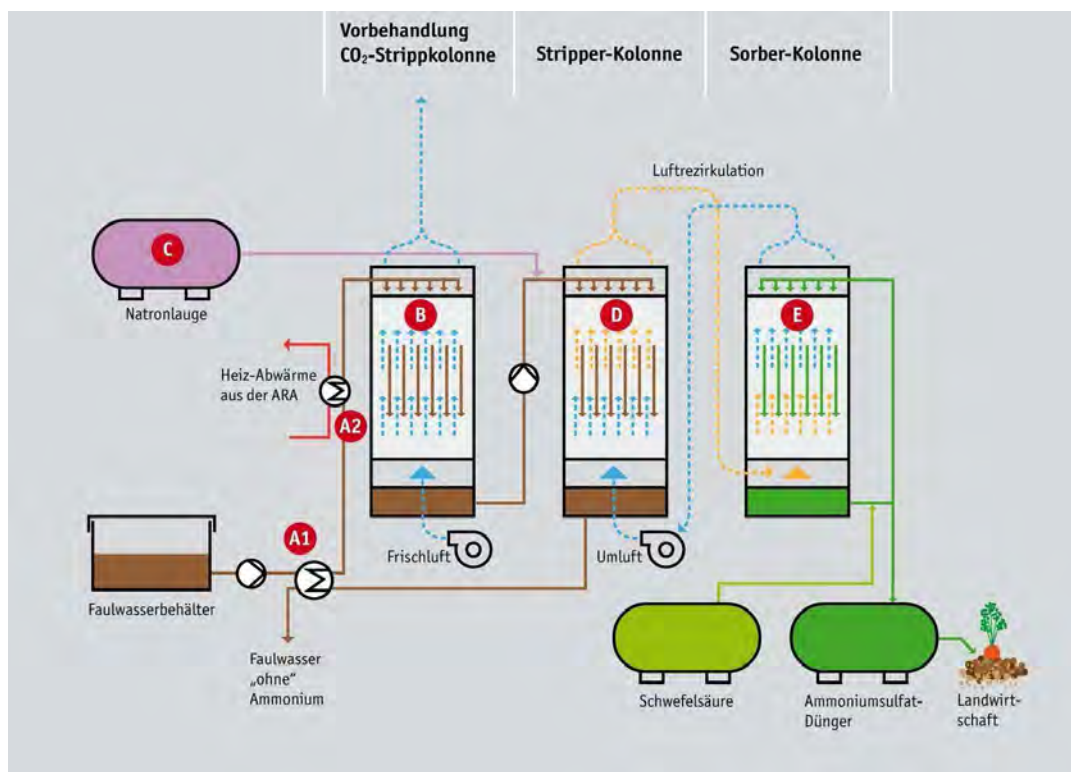 Vorbehandlung
CO₂-Strippkolonne
Stripper-Kolonne
Sorber-Kolonne
Luftrezirkulation
C
Natronlauge
B
D
E
Heiz-Abwärme
aus der ARA
A2
A1
Frischluft
Umluft
Faulwasserbehälter
Faulwasser
„ohne“
Ammonium
Schwefelsäure
Ammoniumsulfat-
Dünger
Landwirt-
schaft